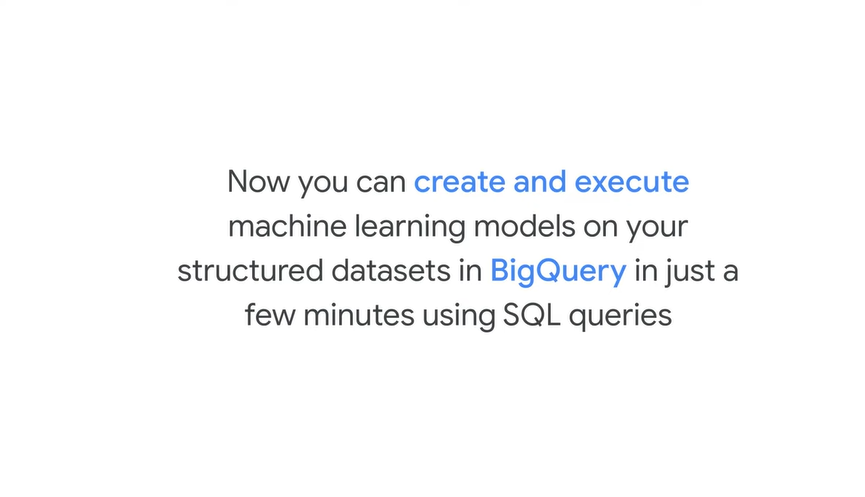 Now you can create and execute
machine learning models on your
structured datasets in BigQuery in just a
few minutes using SQL queries